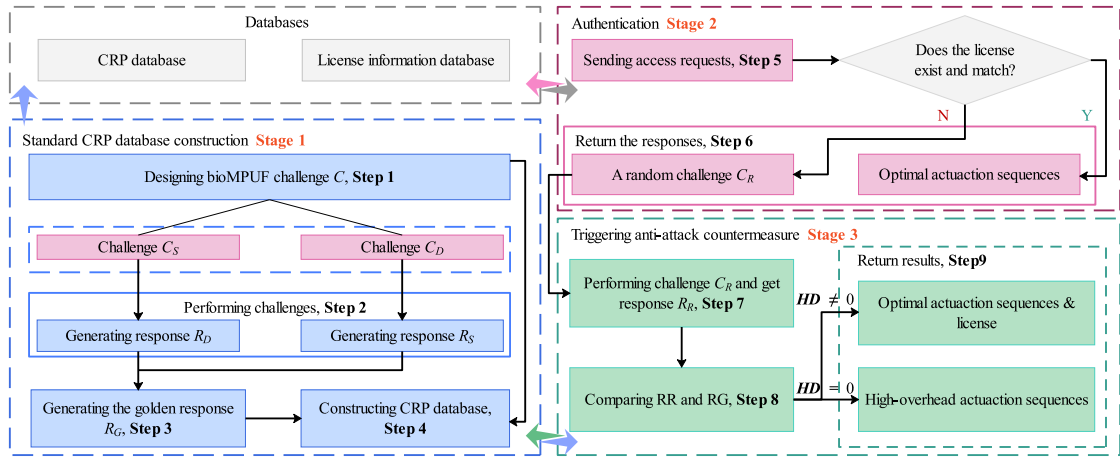 Databases
CRP database
License information database
Standard CRP database construction Stage 1
Designing bioMPUF challenge C, Step 1
Challenge C_S
Challenge C_D
Performing challenges, Step 2
Generating response R_D
Generating response R_S
Generating the golden response
R_G, Step 3
Constructing CRP database,
Step 4
Authentication Stage 2
Sending access requests, Step 5
Does the license
exist and match?
N
Y
Return the responses, Step 6
A random challenge C_R
Optimal actuaction sequences
Triggering anti-attack countermeasure Stage 3
Performing challenge C_R and get
response R_R, Step 7
Comparing RR and RG, Step 8
HD ≠ 0
HD = 0
Return results, Step9
Optimal actuaction sequences &
license
High-overhead actuaction sequences